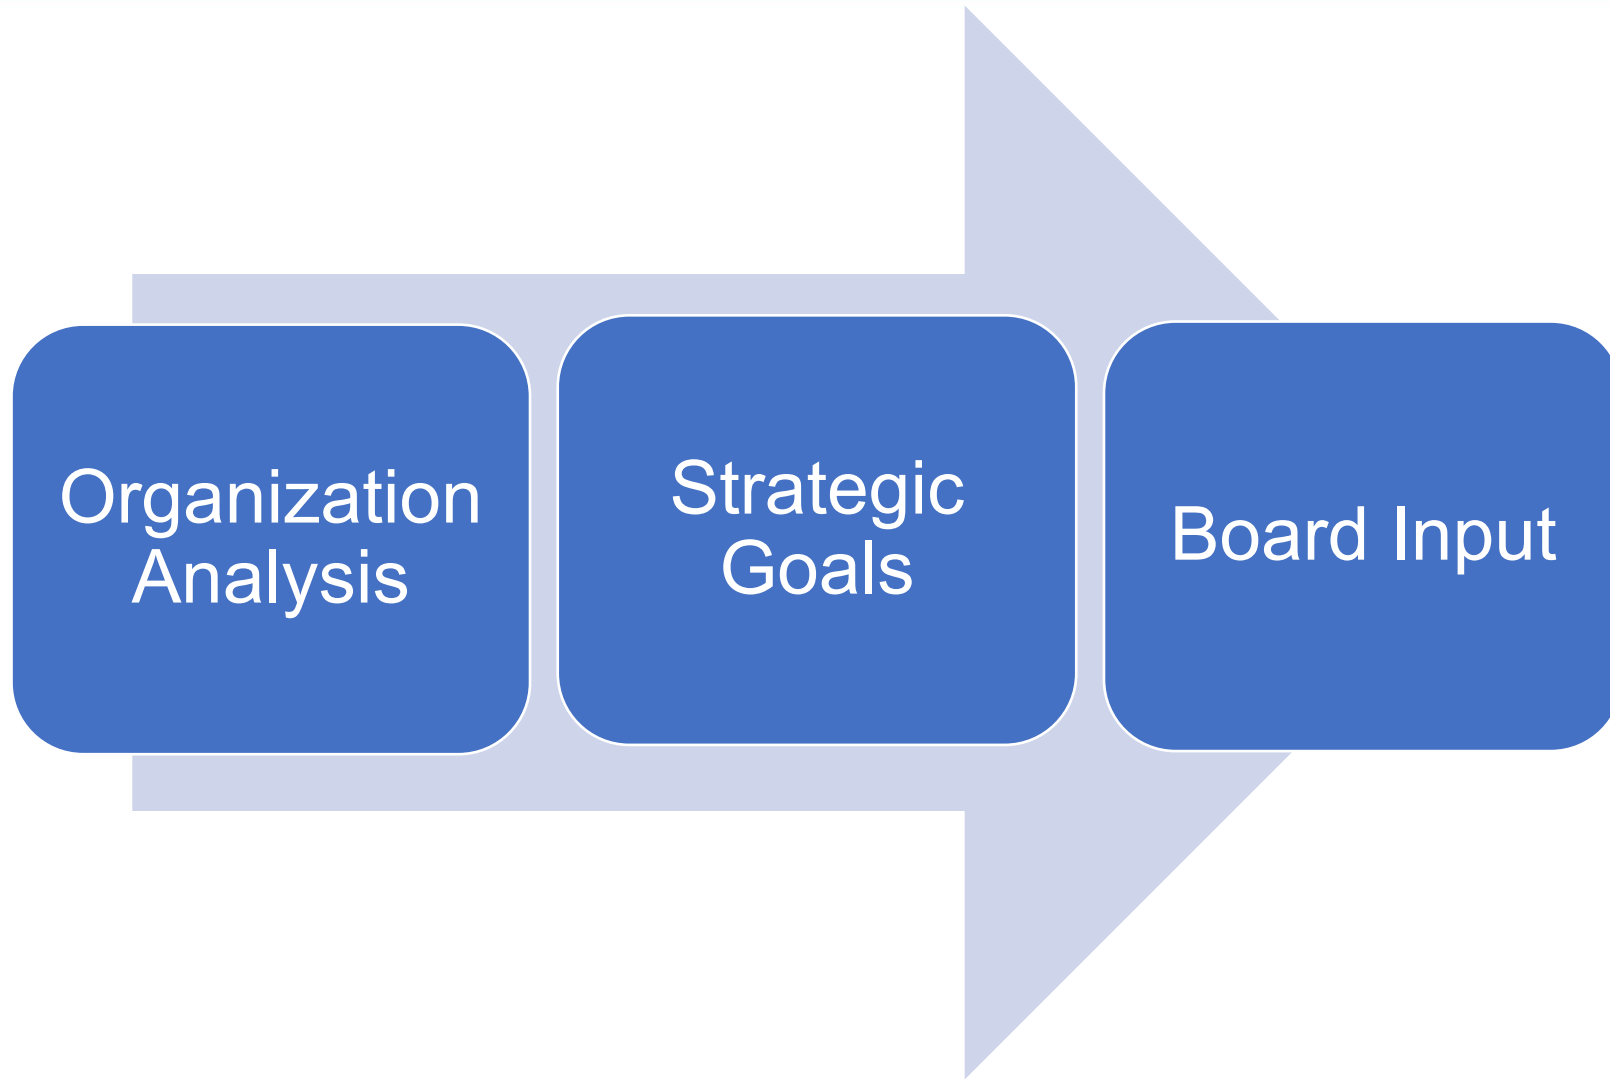 Organization
Analysis
Strategic
Goals
Board Input